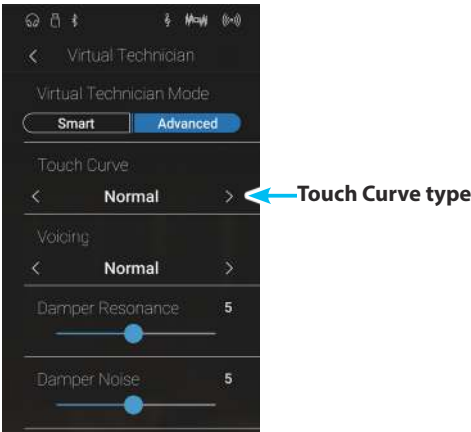 Virtual Technician
Virtual Technician Mode
Smart Advanced
Touch Curve
Normal
Touch Curve type
Voicing
Normal
Damper Resonance 5
Damper Noise 5